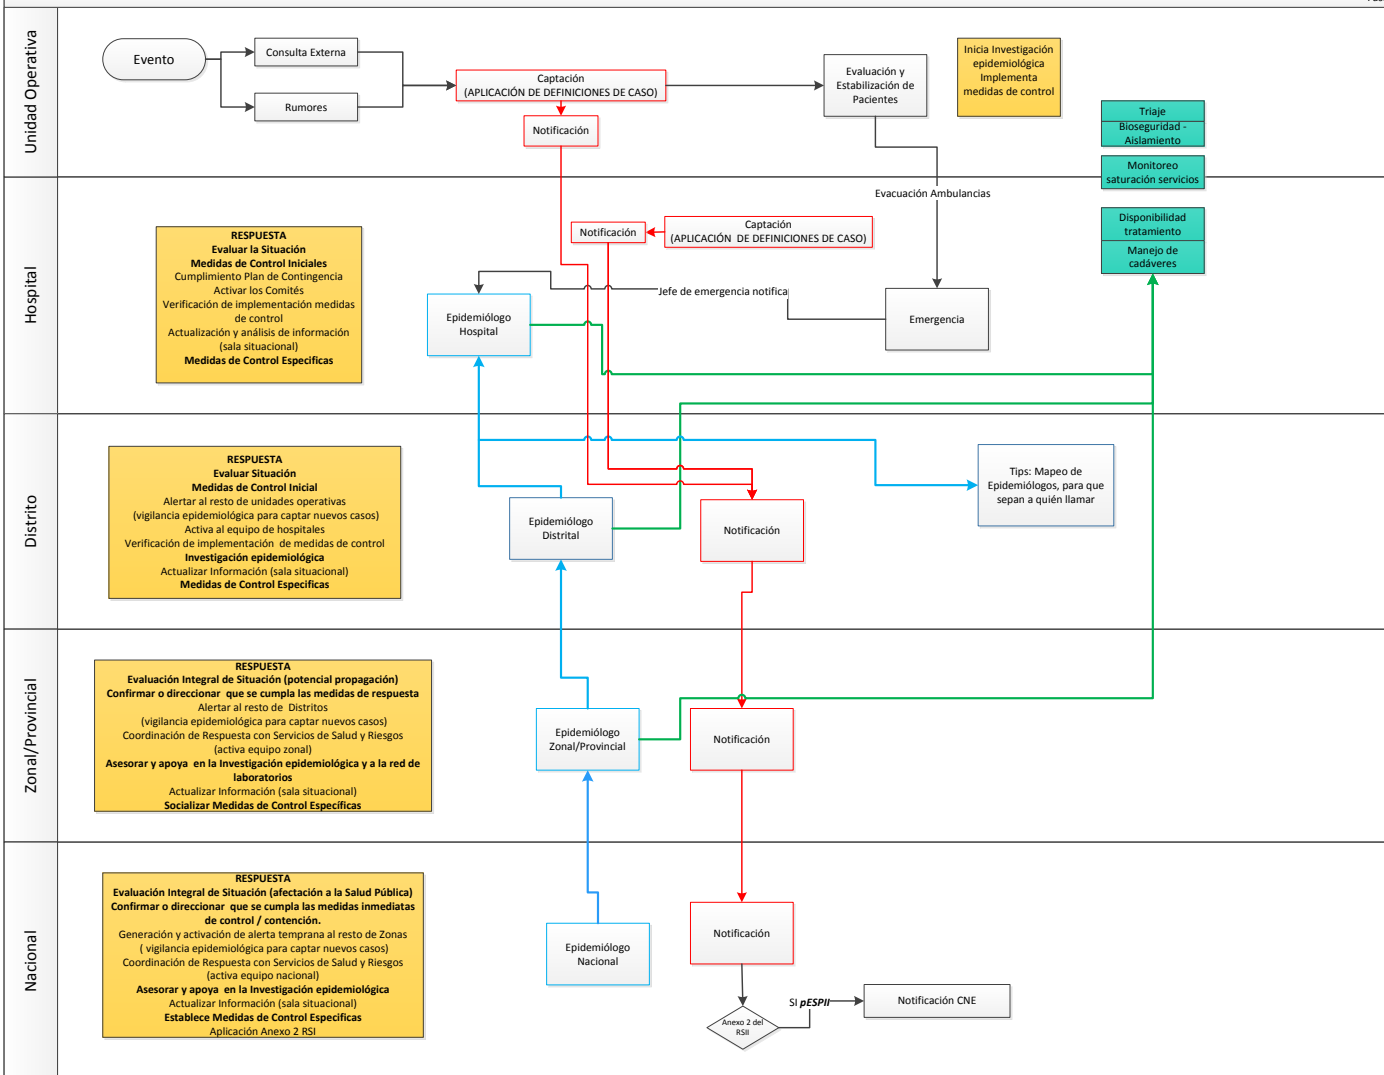 Unidad Operativa
Evento
Consulta Externa
Rumores
Captación
(APLICACIÓN DE DEFINICIONES DE CASO)
Notificación
Evaluación y
Estabilización de
Pacientes
Inicia Investigación
epidemiológica
Implementa
medidas de control
Triaje
Bioseguridad -
Aislamiento
Monitoreo
saturación servicios
Evacuación Ambulancias
Hospital
RESPUESTA
Evaluar la Situación
Medidas de Control Iniciales
Cumplimiento Plan de Contingencia
Activar los Comités
Verificación de implementación medidas
de control
Actualización y análisis de información
(sala situacional)
Medidas de Control Especificas
Notificación
Captación
(APLICACIÓN DE DEFINICIONES DE CASO)
Disponibilidad
tratamiento
Manejo de
cadáveres
Jefe de emergencia notifica
Epidemiólogo
Hospital
Emergencia
Distrito
RESPUESTA
Evaluar Situación
Medidas de Control Inicial
Alertar al resto de unidades operativas
(vigilancia epidemiológica para captar nuevos casos)
Activa al equipo de hospitales
Verificación de implementación de medidas de control
Investigación epidemiológica
Actualizar Información (sala situacional)
Medidas de Control Especificas
Epidemiólogo
Distrital
Notificación
Tips: Mapeo de
Epidemiólogos, para que
sepan a quién llamar
Zonal/Provincial
RESPUESTA
Evaluación Integral de Situación (potencial propagación)
Confirmar o direccionar que se cumpla las medidas de respuesta
Alertar al resto de Distritos
(vigilancia epidemiológica para captar nuevos casos)
Coordinación de Respuesta con Servicios de Salud y Riesgos
(activa equipo zonal)
Asesorar y apoya en la Investigación epidemiológica y a la red de
laboratorios
Actualizar Información (sala situacional)
Socializar Medidas de Control Específicas
Epidemiólogo
Zonal/Provincial
Notificación
Nacional
RESPUESTA
Evaluación Integral de Situación (afectación a la Salud Pública)
Confirmar o direccionar que se cumpla las medidas inmediatas
de control / contención.
Generación y activación de alerta temprana al resto de Zonas
( vigilancia epidemiológica para captar nuevos casos)
Coordinación de Respuesta con Servicios de Salud y Riesgos
(activa equipo nacional)
Asesorar y apoya en la Investigación epidemiológica
Actualizar Información (sala situacional)
Establece Medidas de Control Especificas
Aplicación Anexo 2 RSI
Epidemiólogo
Nacional
Notificación
Anexo 2 del
RSII
SI pESPII
Notificación CNE